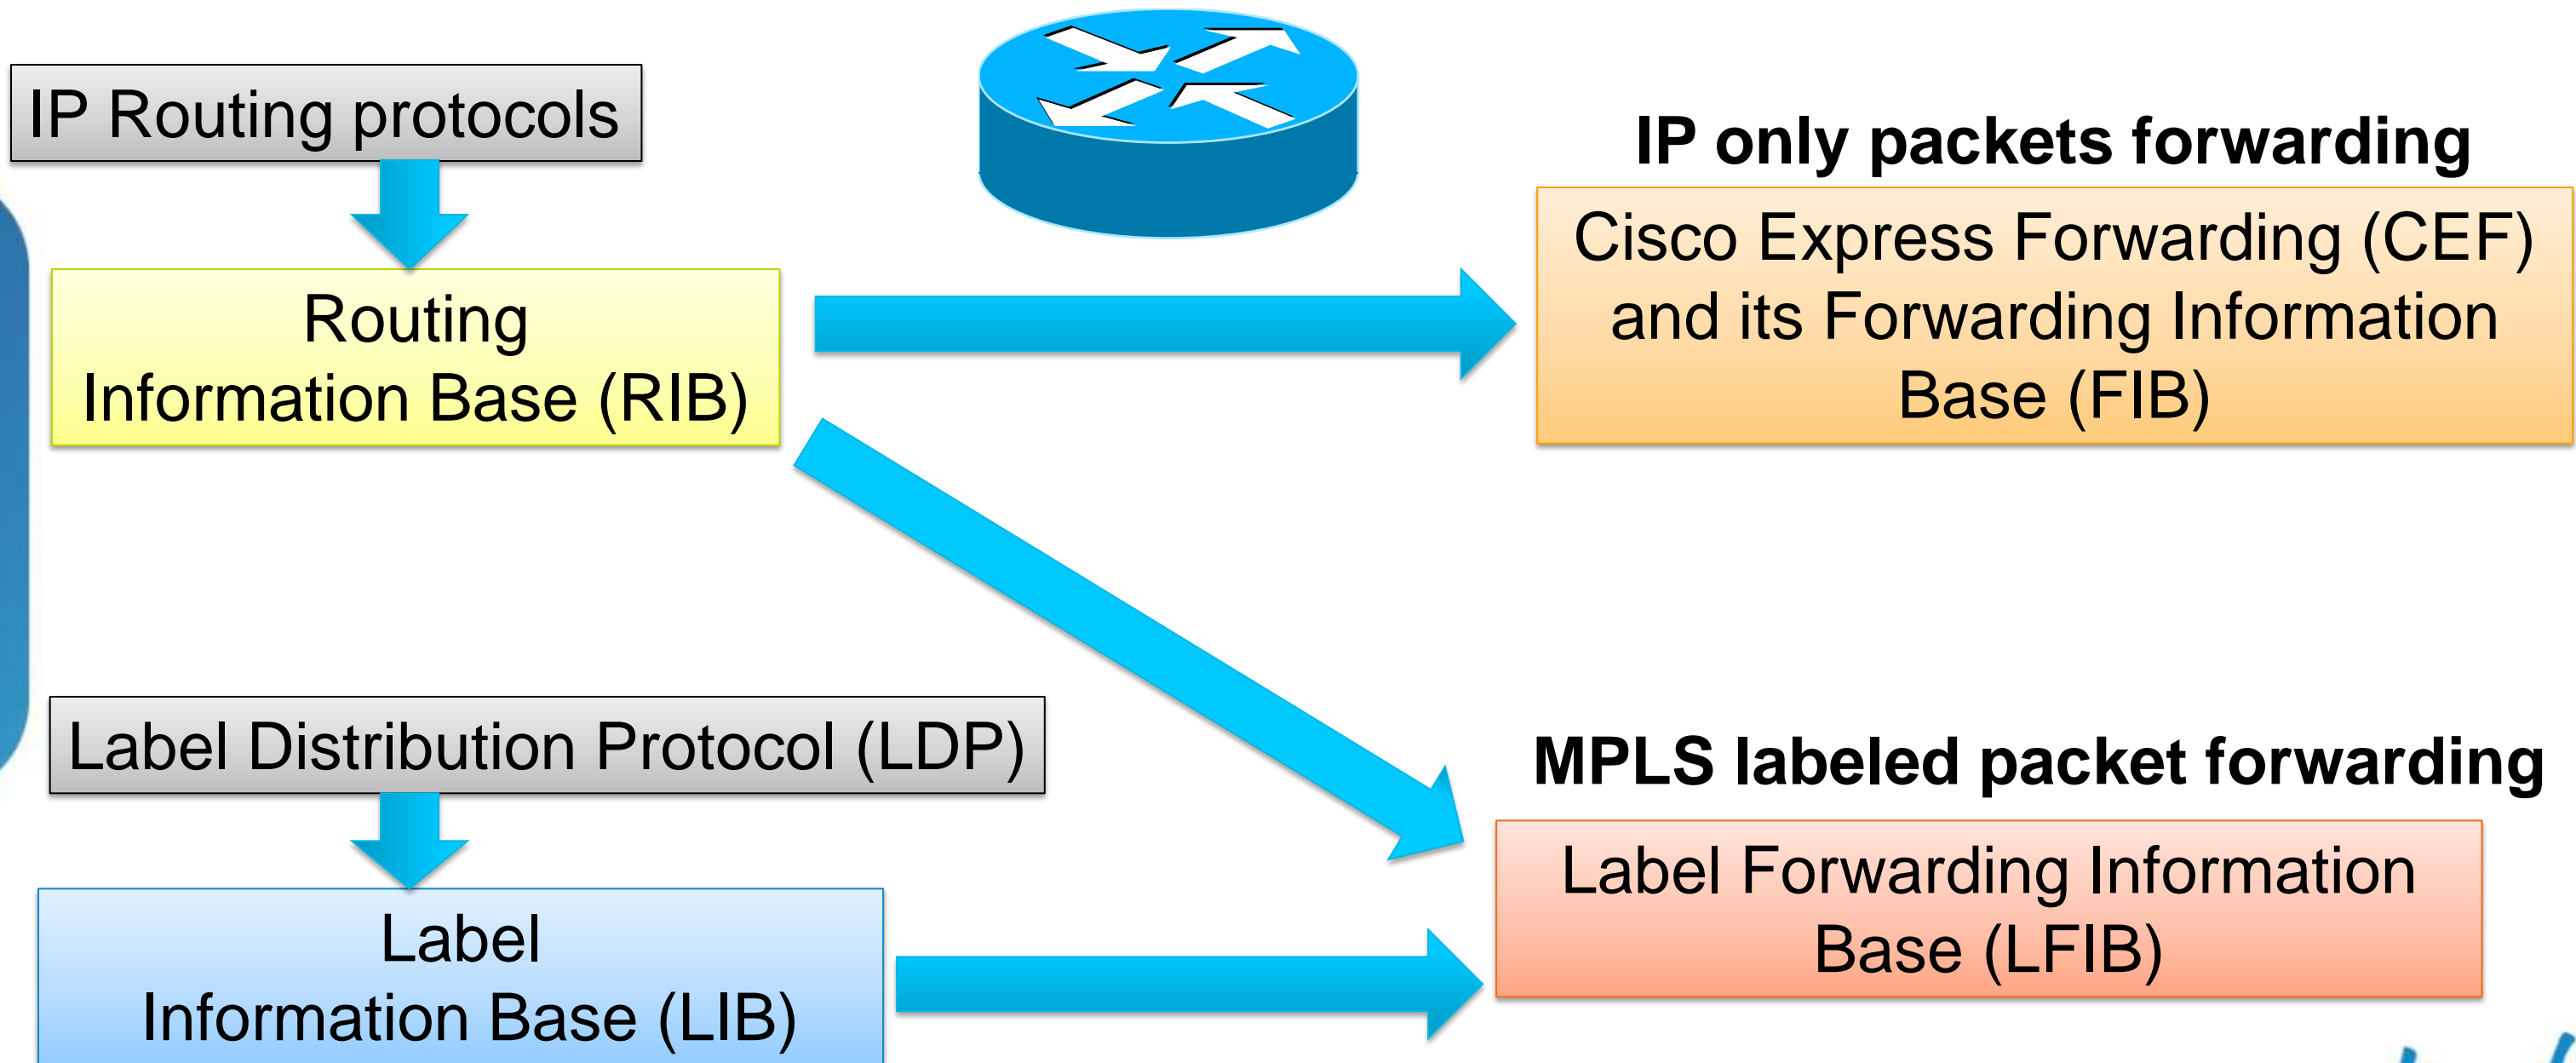 IP Routing protocols
Routing
Information Base (RIB)
IP only packets forwarding
Cisco Express Forwarding (CEF)
and its Forwarding Information
Base (FIB)
Label Distribution Protocol (LDP)
Label
Information Base (LIB)
MPLS labeled packet forwarding
Label Forwarding Information
Base (LFIB)